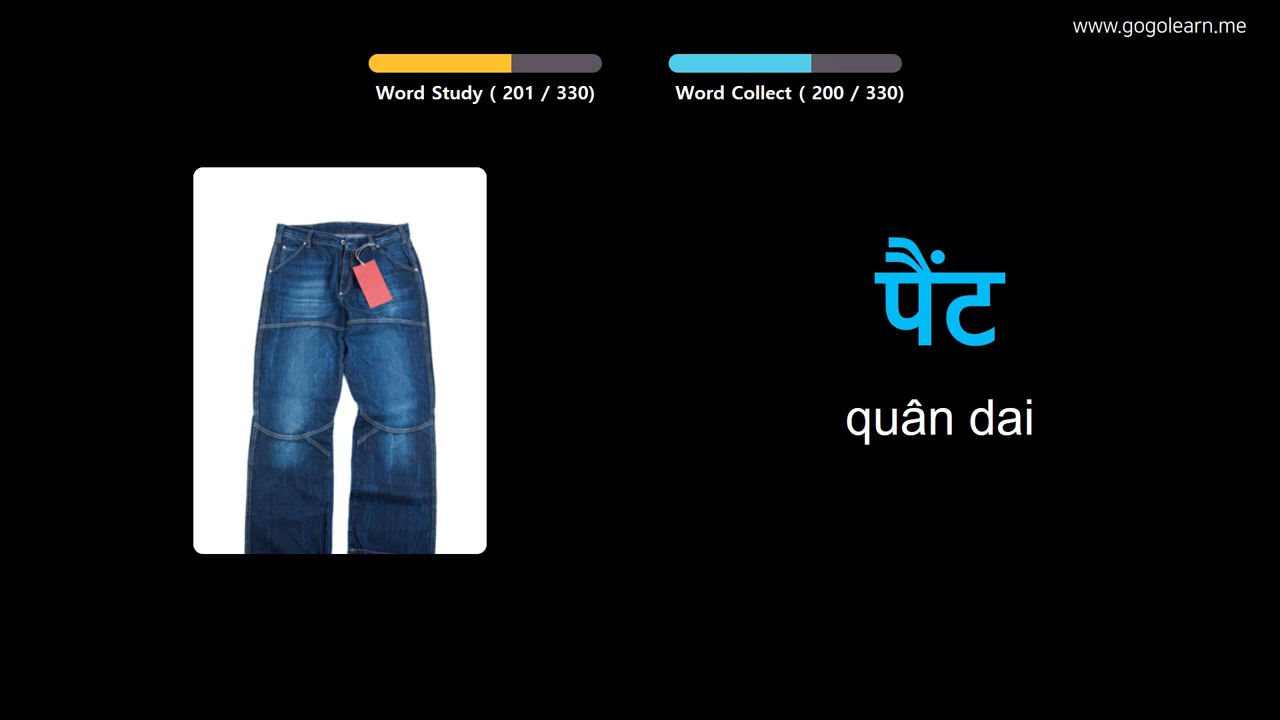 www.gogolearn.me
Word Study ( 201 / 330)
Word Collect ( 200 / 330)
पैंट
quân dai